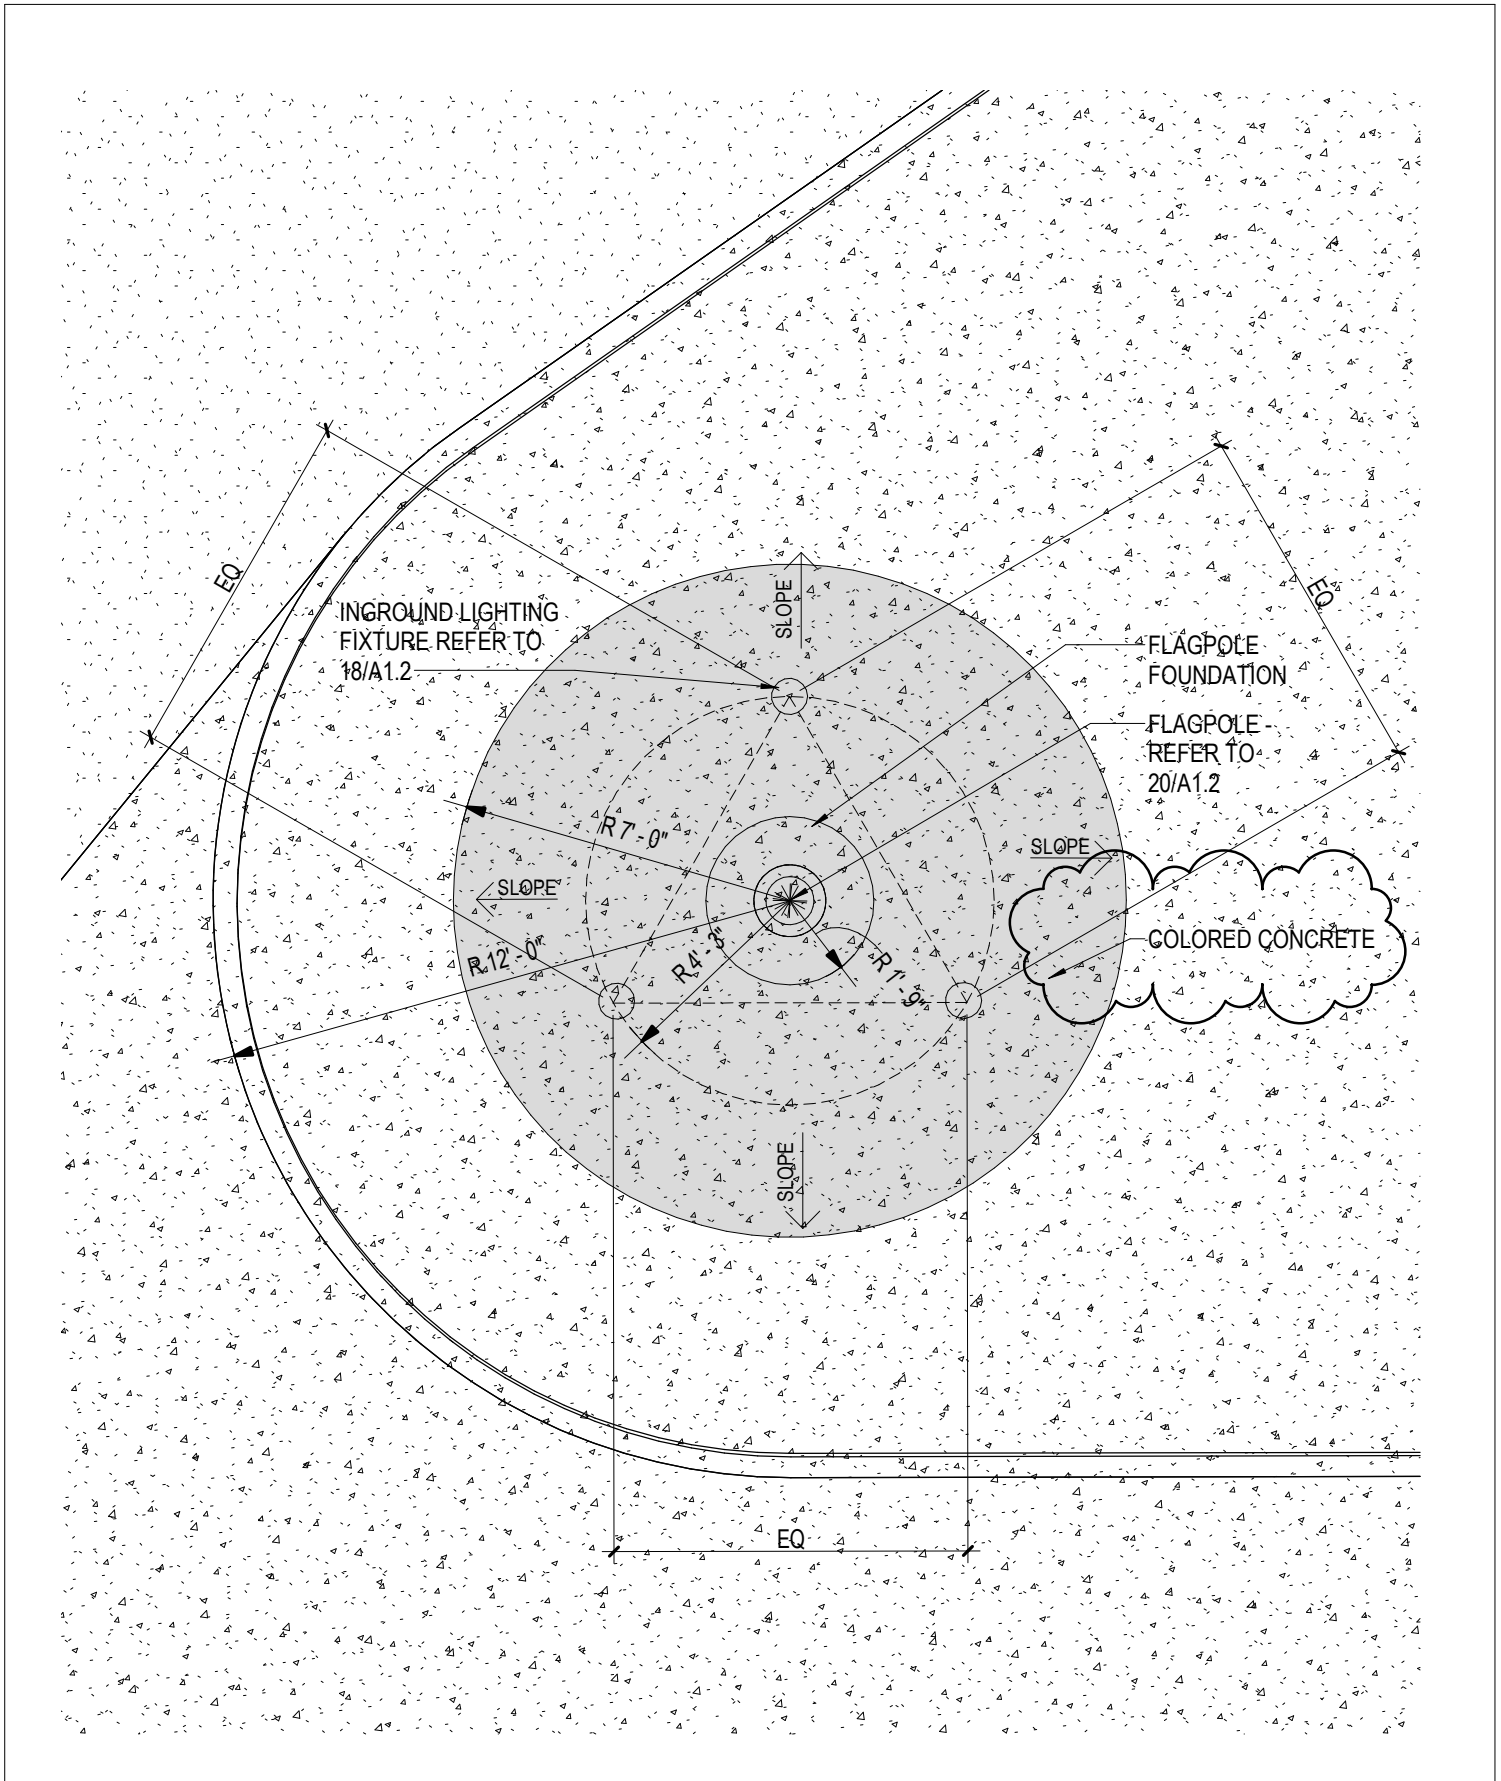 EQ
EQ
SLOPE
INGROUND LIGHTING
FIXTURE REFER TO
18/A1.2
FLAGPOLE
FOUNDATION
FLAGPOLE -
REFER TO
20/A1.2
R 7' - 0"
SLOPE
SLOPE
COLORED CONCRETE
R 12' - 0"
R 4' - 3"
R 1' - 9"
SLOPE
EQ